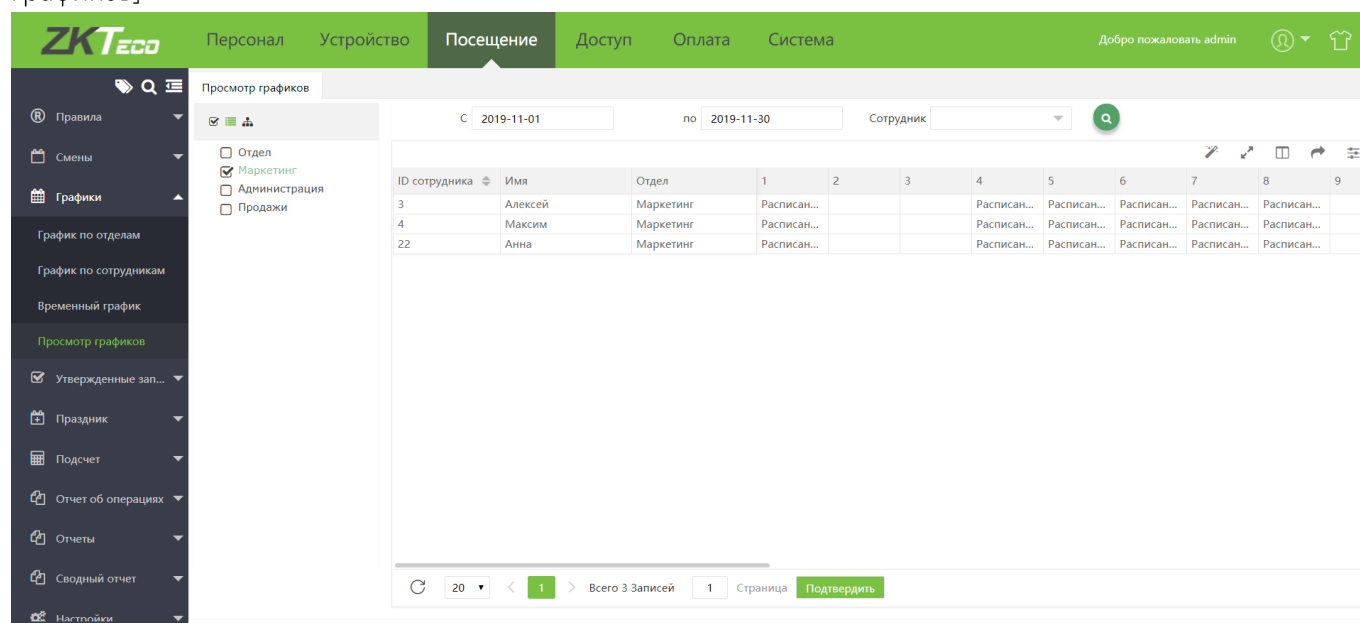 ZKTeco Персонал Устройство Посещение Доступ Оплата Система Добро пожаловать admin
Просмотр графиков
Правила
Смены
Графики
График по отделам
График по сотрудникам
Временный график
Просмотр графиков
Утвержденные зап...
Праздник
Подсчет
Отчет об операциях
Отчеты
Сводный отчет
Настройки
Отдел
Маркетинг
Администрация
Продажи
С 2019-11-01 по 2019-11-30 Сотрудник
ID сотрудника Имя Отдел 1 2 3 4 5 6 7 8 9
3 Алексей Маркетинг Расписан... Расписан... Расписан... Расписан... Расписан... Расписан...
4 Максим Маркетинг Расписан... Расписан... Расписан... Расписан... Расписан... Расписан...
22 Анна Маркетинг Расписан... Расписан... Расписан... Расписан... Расписан... Расписан...
20 1 Всего 3 Записей 1 Страница Подтвердить